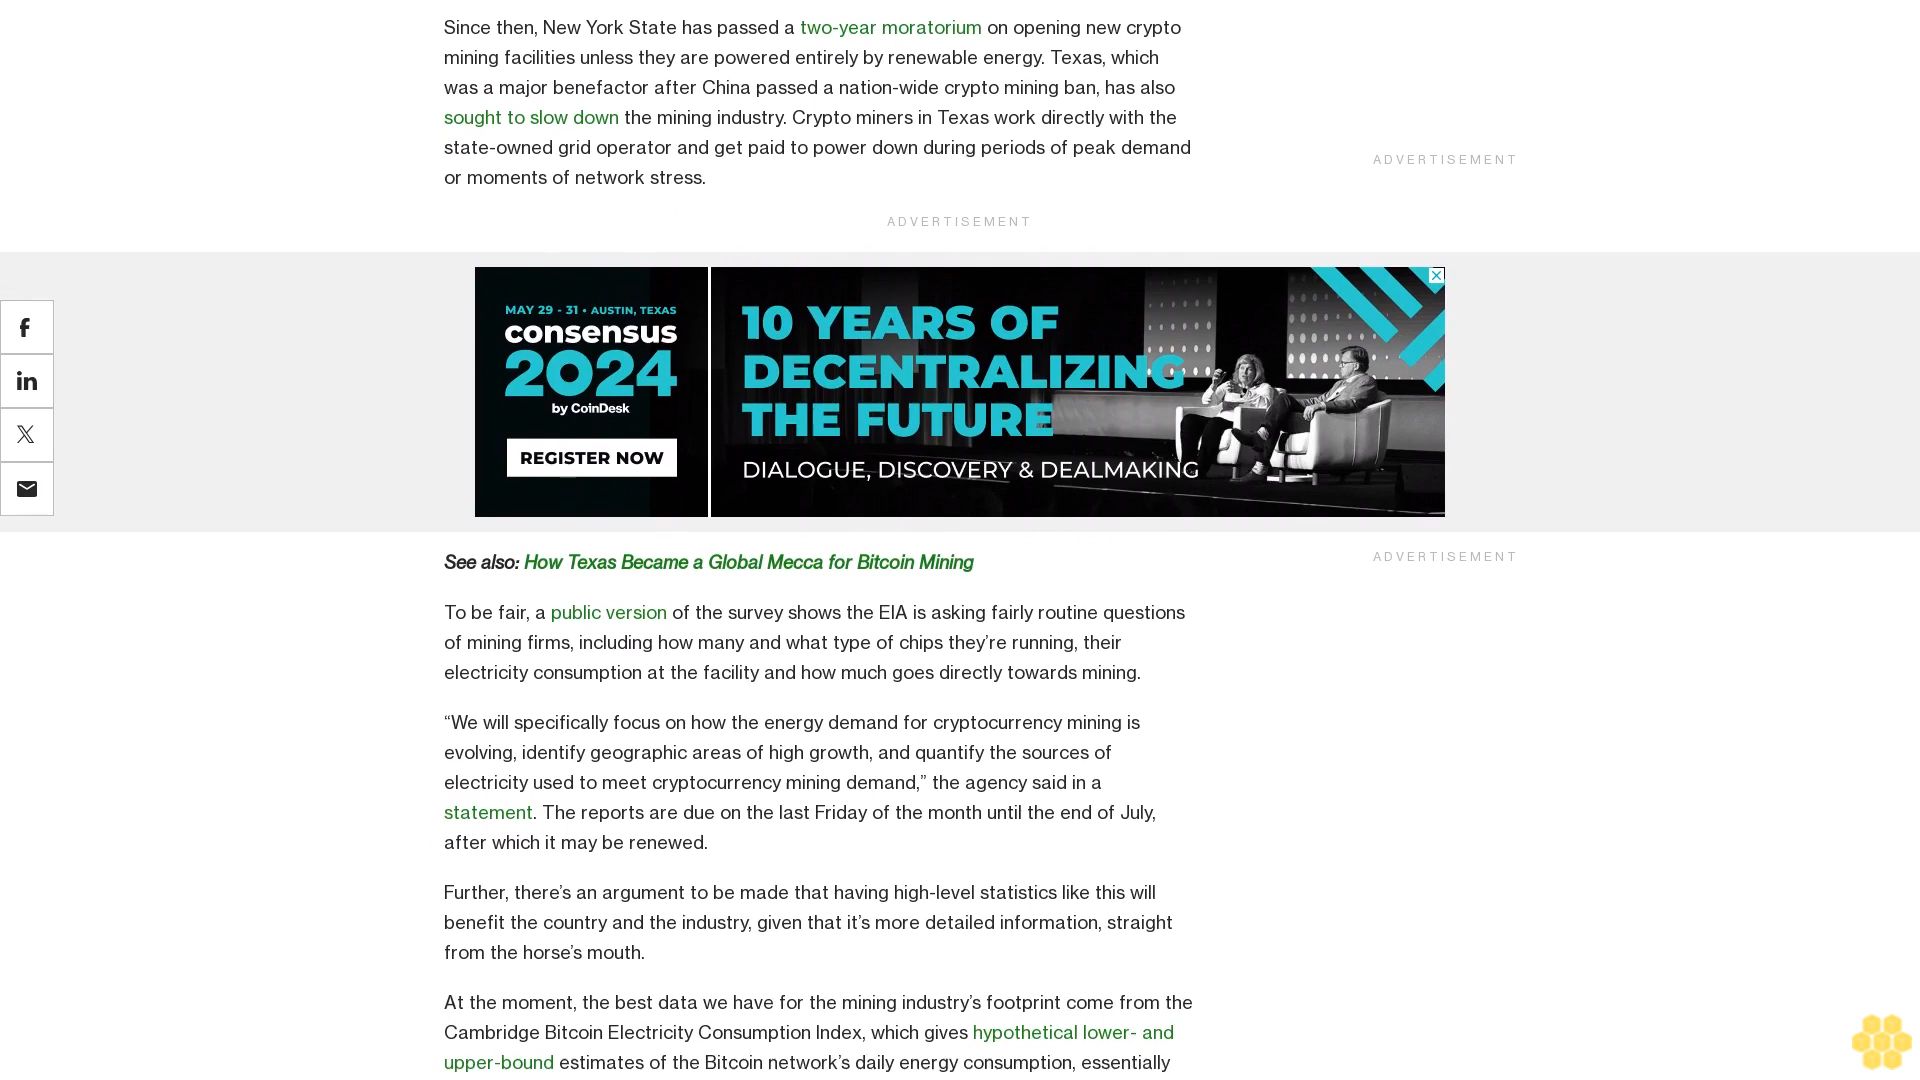 Since then, New York State has passed a two-year moratorium on opening new crypto
mining facilities unless they are powered entirely by renewable energy. Texas, which
was a major benefactor after China passed a nation-wide crypto mining ban, has also
sought to slow down the mining industry. Crypto miners in Texas work directly with the
state-owned grid operator and get paid to power down during periods of peak demand
or moments of network stress.
ADVERTISEMENT
ADVERTISEMENT
MAY 29 - 31 • AUSTIN, TEXAS
consensus
2024
by CoinDesk
REGISTER NOW
10 YEARS OF
DECENTRALIZING
THE FUTURE
DIALOGUE, DISCOVERY & DEALMAKING
See also: How Texas Became a Global Mecca for Bitcoin Mining
ADVERTISEMENT
To be fair, a public version of the survey shows the EIA is asking fairly routine questions
of mining firms, including how many and what type of chips they’re running, their
electricity consumption at the facility and how much goes directly towards mining.
“We will specifically focus on how the energy demand for cryptocurrency mining is
evolving, identify geographic areas of high growth, and quantify the sources of
electricity used to meet cryptocurrency mining demand,” the agency said in a
statement. The reports are due on the last Friday of the month until the end of July,
after which it may be renewed.
Further, there’s an argument to be made that having high-level statistics like this will
benefit the country and the industry, given that it’s more detailed information, straight
from the horse’s mouth.
At the moment, the best data we have for the mining industry’s footprint come from the
Cambridge Bitcoin Electricity Consumption Index, which gives hypothetical lower- and
upper-bound estimates of the Bitcoin network’s daily energy consumption, essentially